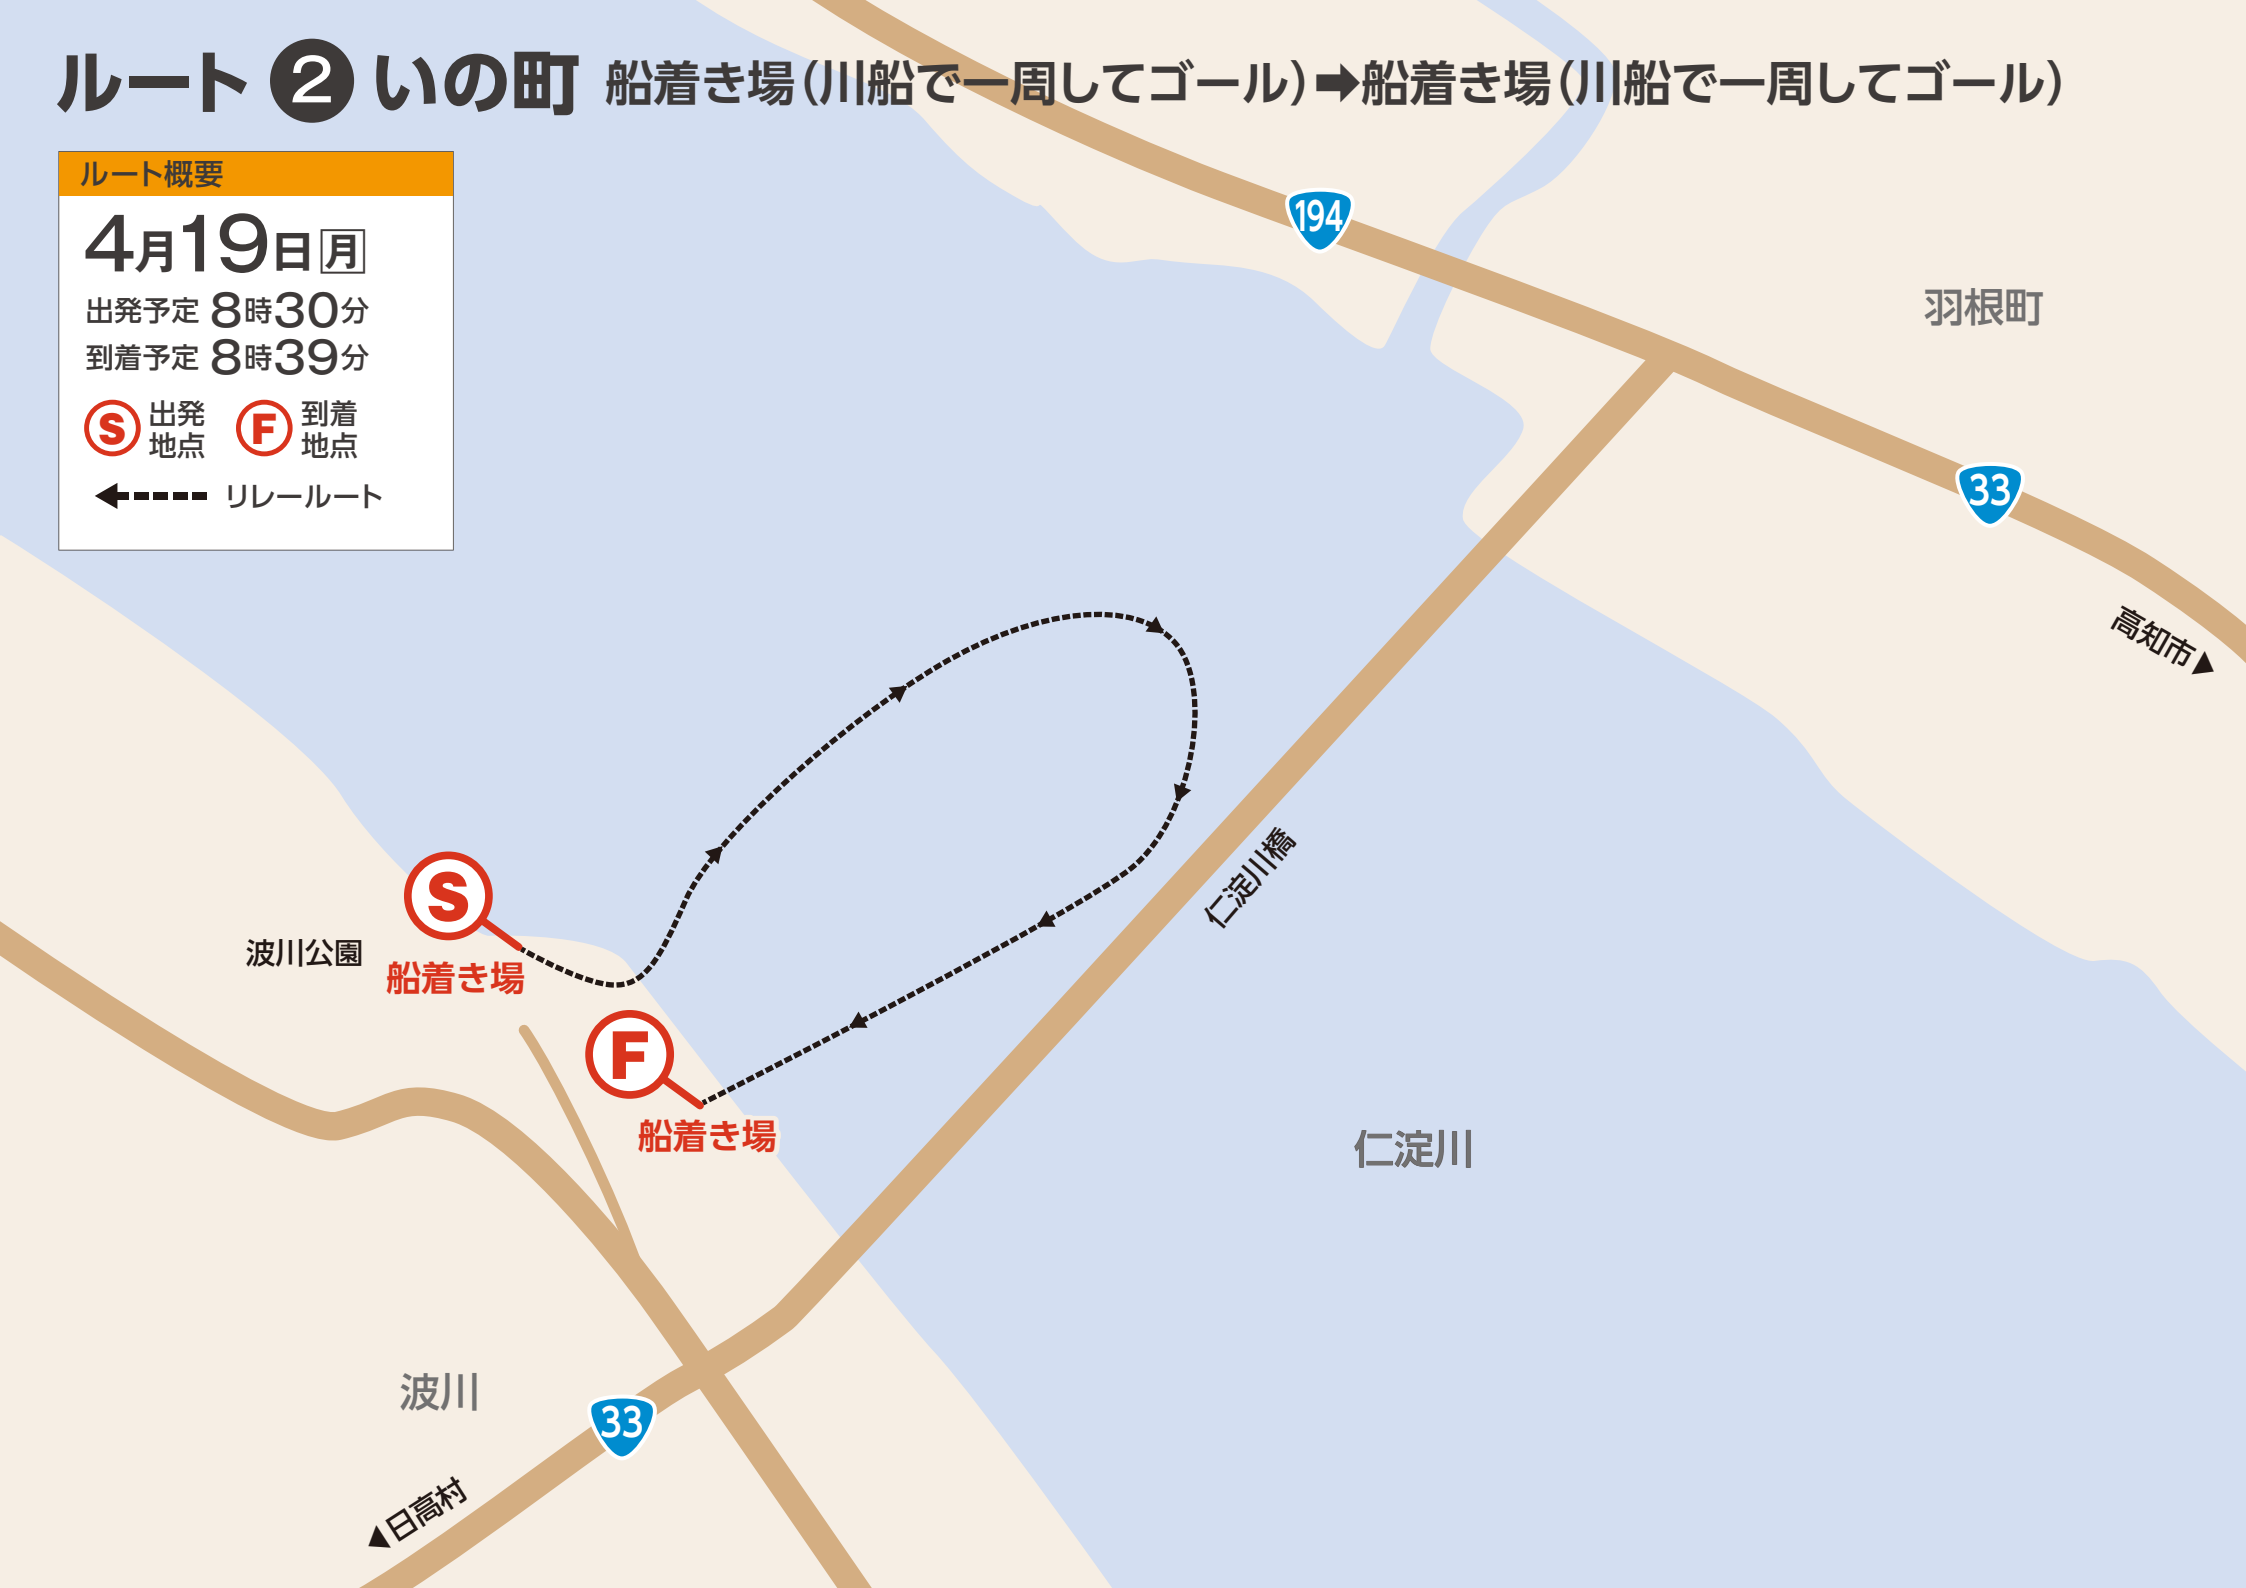 ルート 2 いの町 船着き場(川船で一周してゴール)➡船着き場(川船で一周してゴール)
ルート概要
4月19日月
出発予定 8時30分
到着予定 8時39分
S 出発地点 F 到着地点
リレールート
194
羽根町
33
高知市▶
仁淀川橋
S
波川公園
船着き場
F
船着き場
仁淀川
波川
33
◀日高村